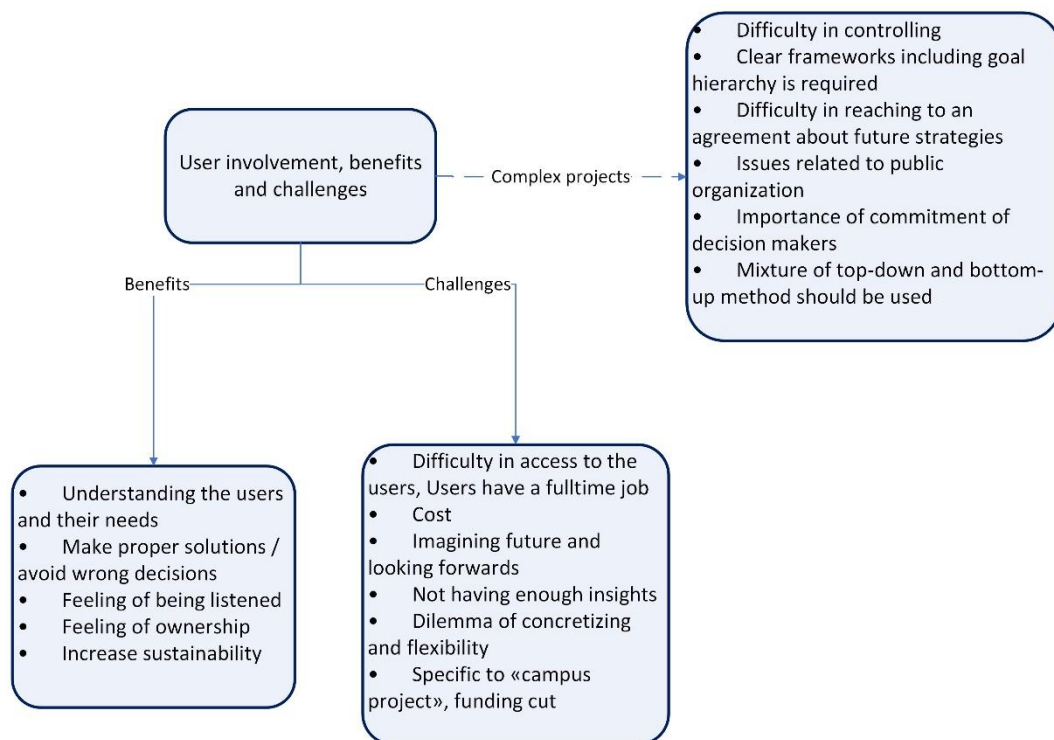 User involvement, benefits
and challenges
Complex projects
• Difficulty in controlling
• Clear frameworks including goal
hierarchy is required
• Difficulty in reaching to an
agreement about future strategies
• Issues related to public
organization
• Importance of commitment of
decision makers
• Mixture of top-down and bottom-
up method should be used
Benefits
Challenges
• Understanding the users
and their needs
• Make proper solutions /
avoid wrong decisions
• Feeling of being listened
• Feeling of ownership
• Increase sustainability
• Difficulty in access to the
users, Users have a fulltime job
• Cost
• Imagining future and
looking forwards
• Not having enough insights
• Dilemma of concretizing
and flexibility
• Specific to «campus
project», funding cut